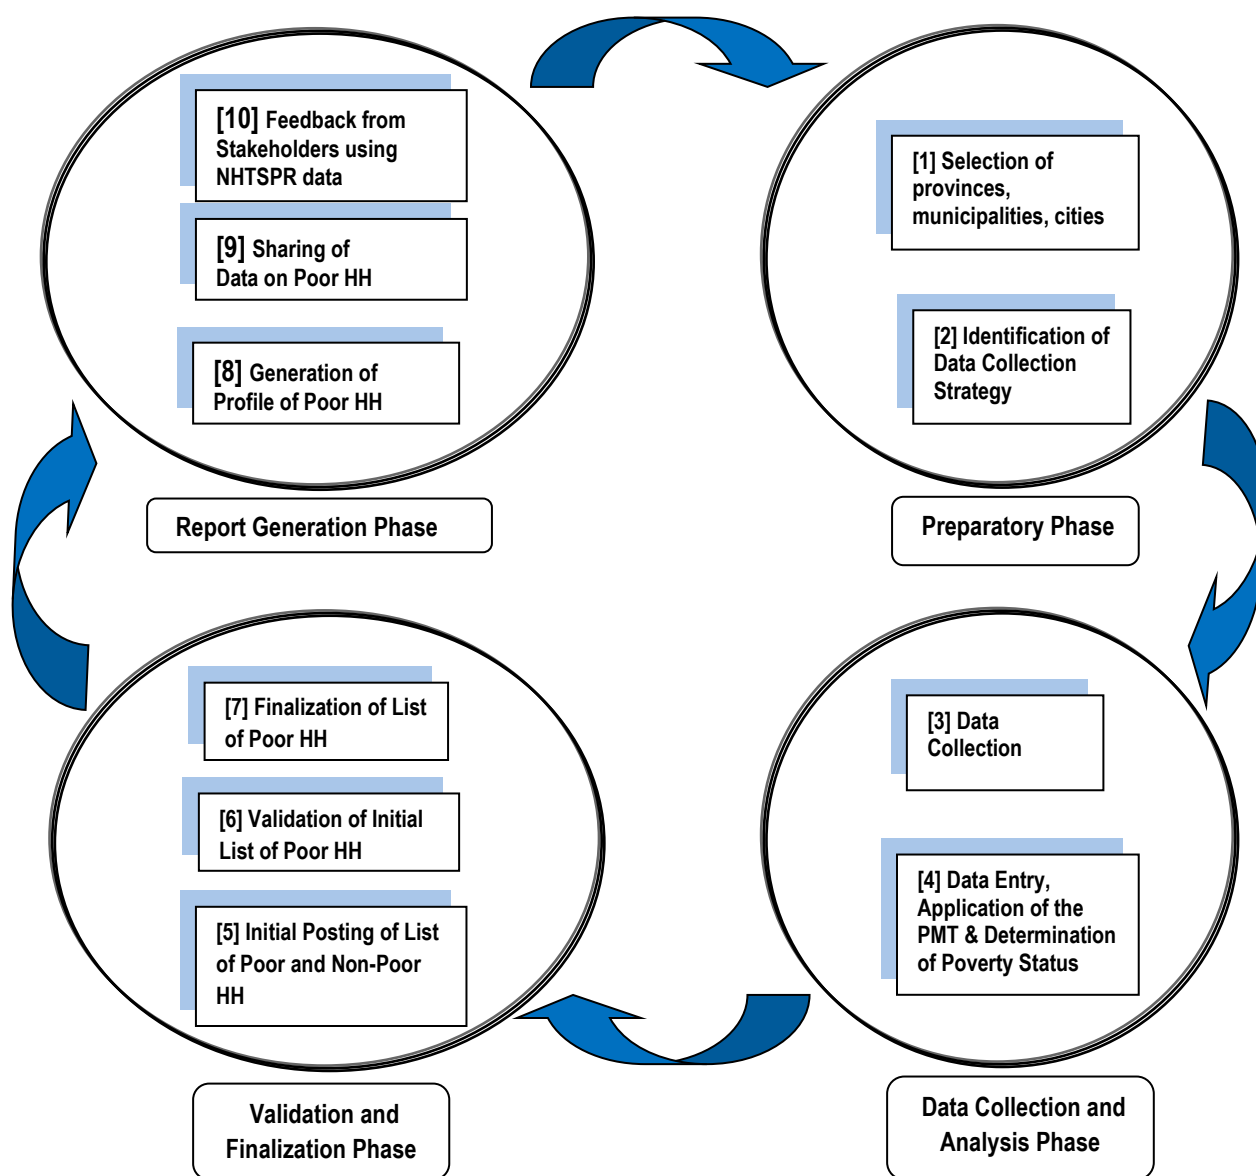 [10] Feedback from
Stakeholders using
NHTSPR data
[9] Sharing of
Data on Poor HH
[8] Generation of
Profile of Poor HH
Report Generation Phase
[1] Selection of
provinces,
municipalities, cities
[2] Identification of
Data Collection
Strategy
Preparatory Phase
[7] Finalization of List
of Poor HH
[6] Validation of Initial
List of Poor HH
[5] Initial Posting of List
of Poor and Non-Poor
HH
Validation and
Finalization Phase
[3] Data
Collection
[4] Data Entry,
Application of the
PMT & Determination
of Poverty Status
Data Collection and
Analysis Phase